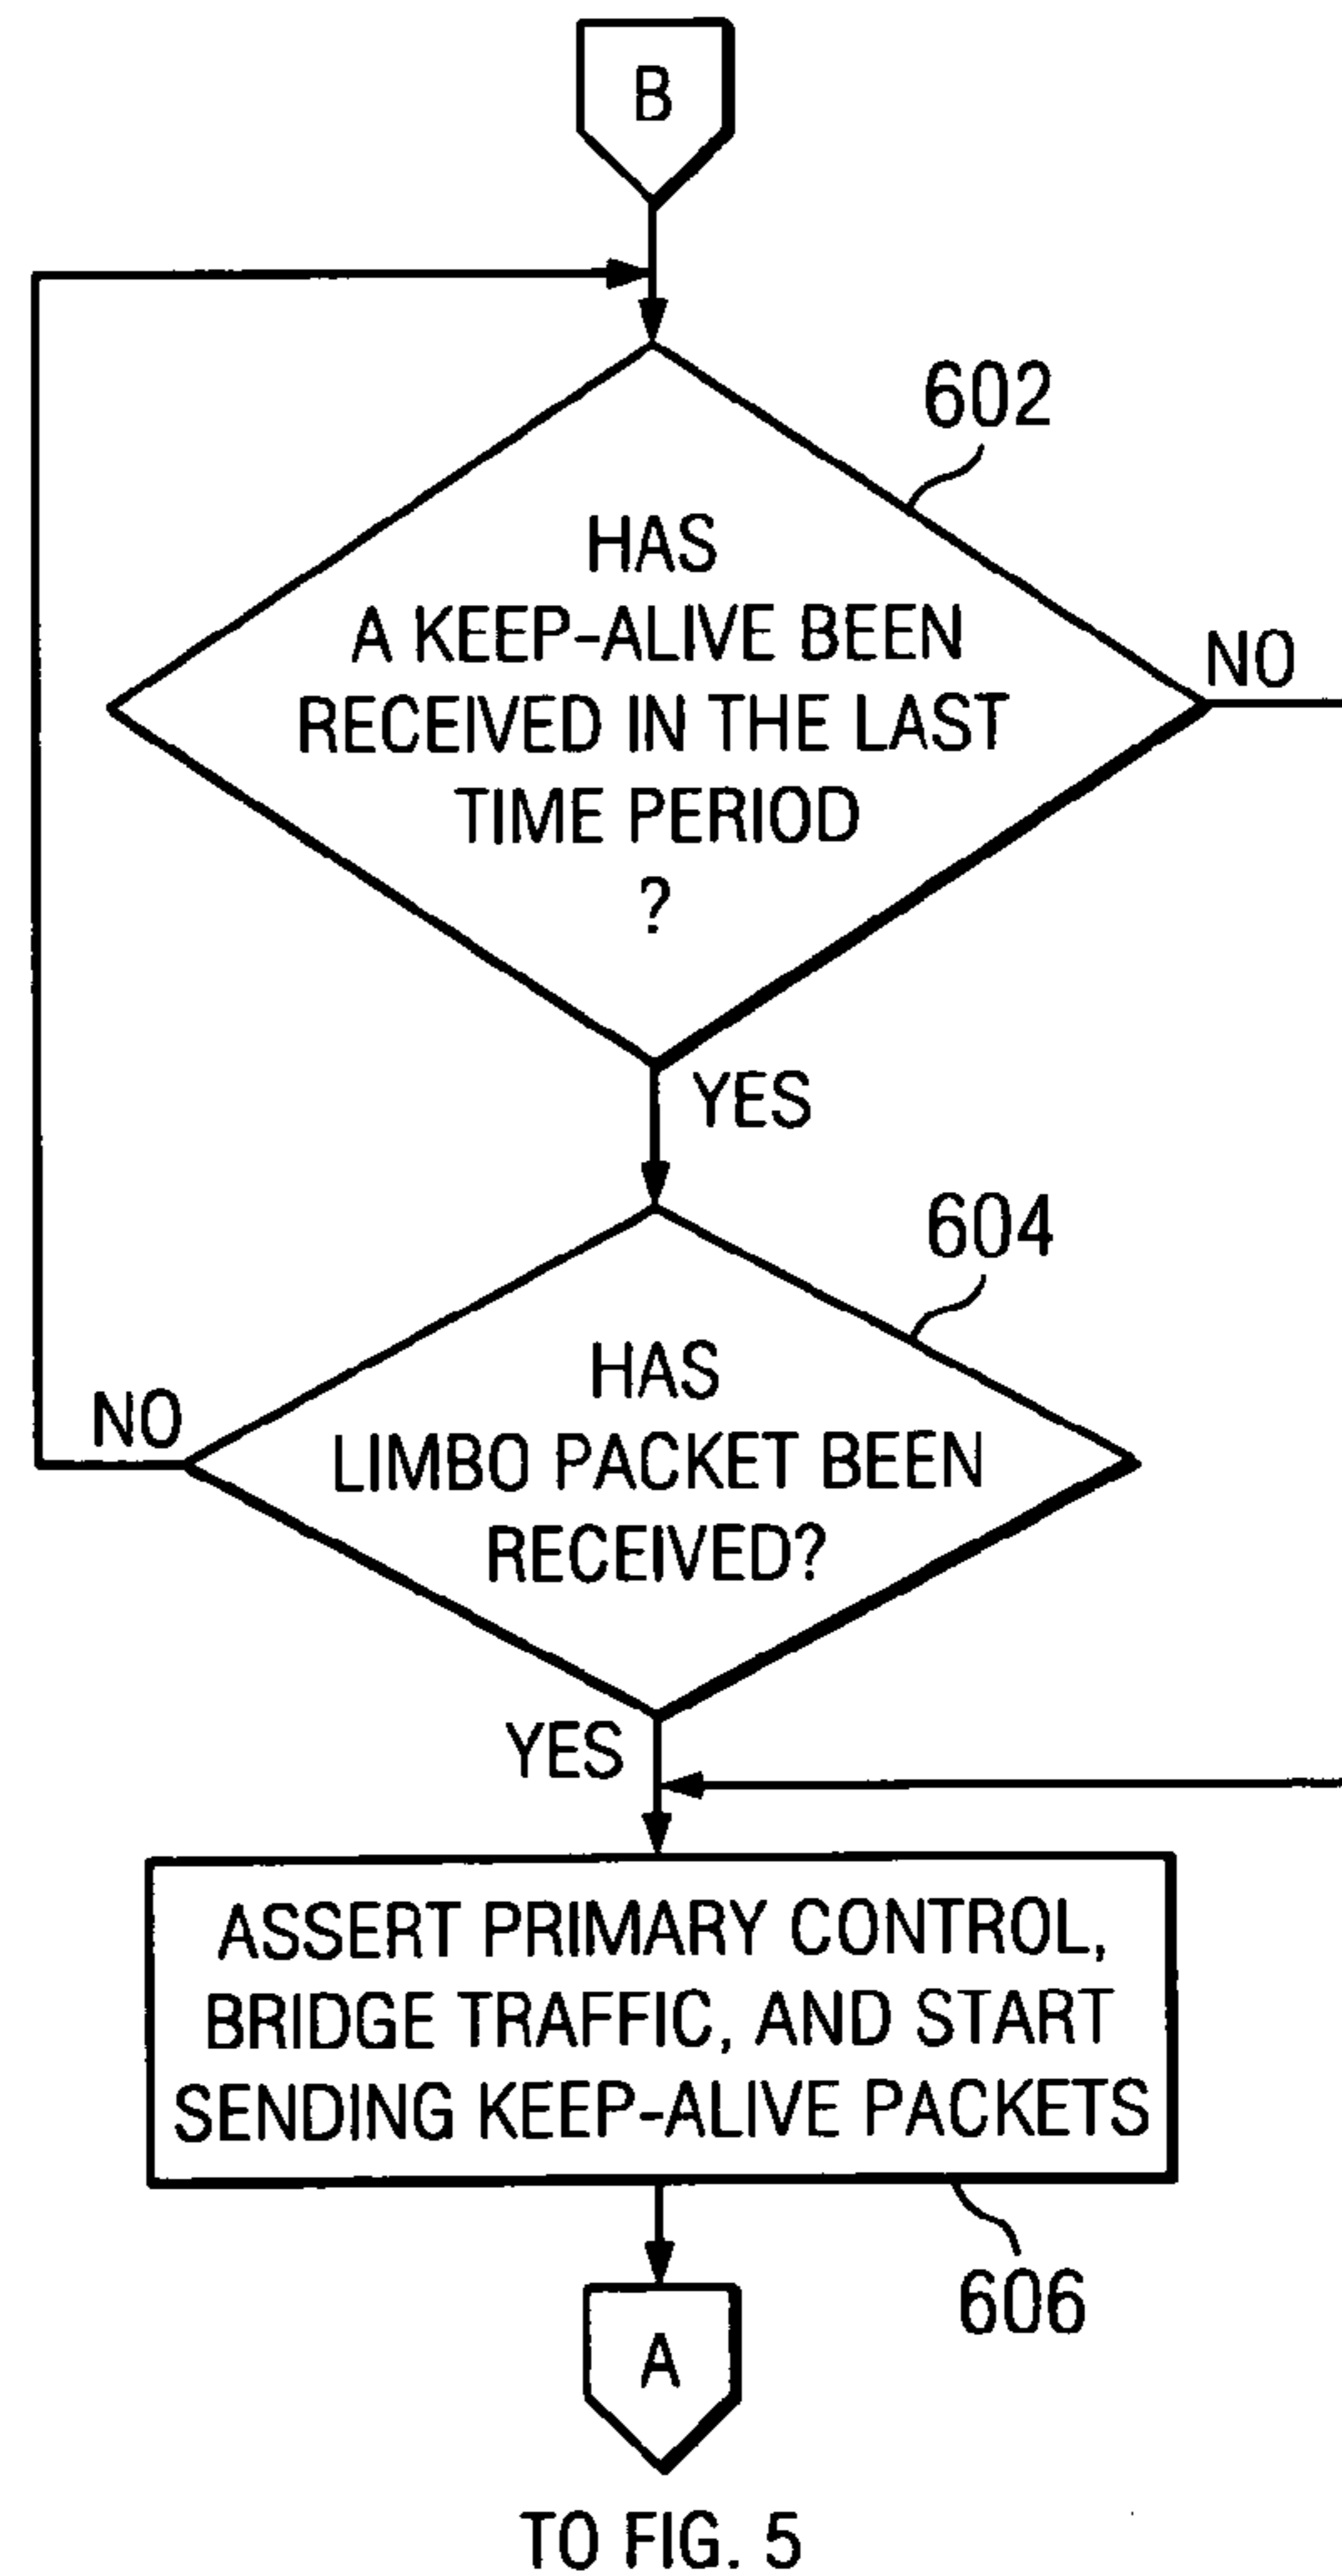 B
602
HAS
A KEEP-ALIVE BEEN
RECEIVED IN THE LAST
TIME PERIOD
?
NO
YES
604
HAS
LIMBO PACKET BEEN
RECEIVED?
NO
YES
ASSERT PRIMARY CONTROL,
BRIDGE TRAFFIC, AND START
SENDING KEEP-ALIVE PACKETS
606
A
TO FIG. 5